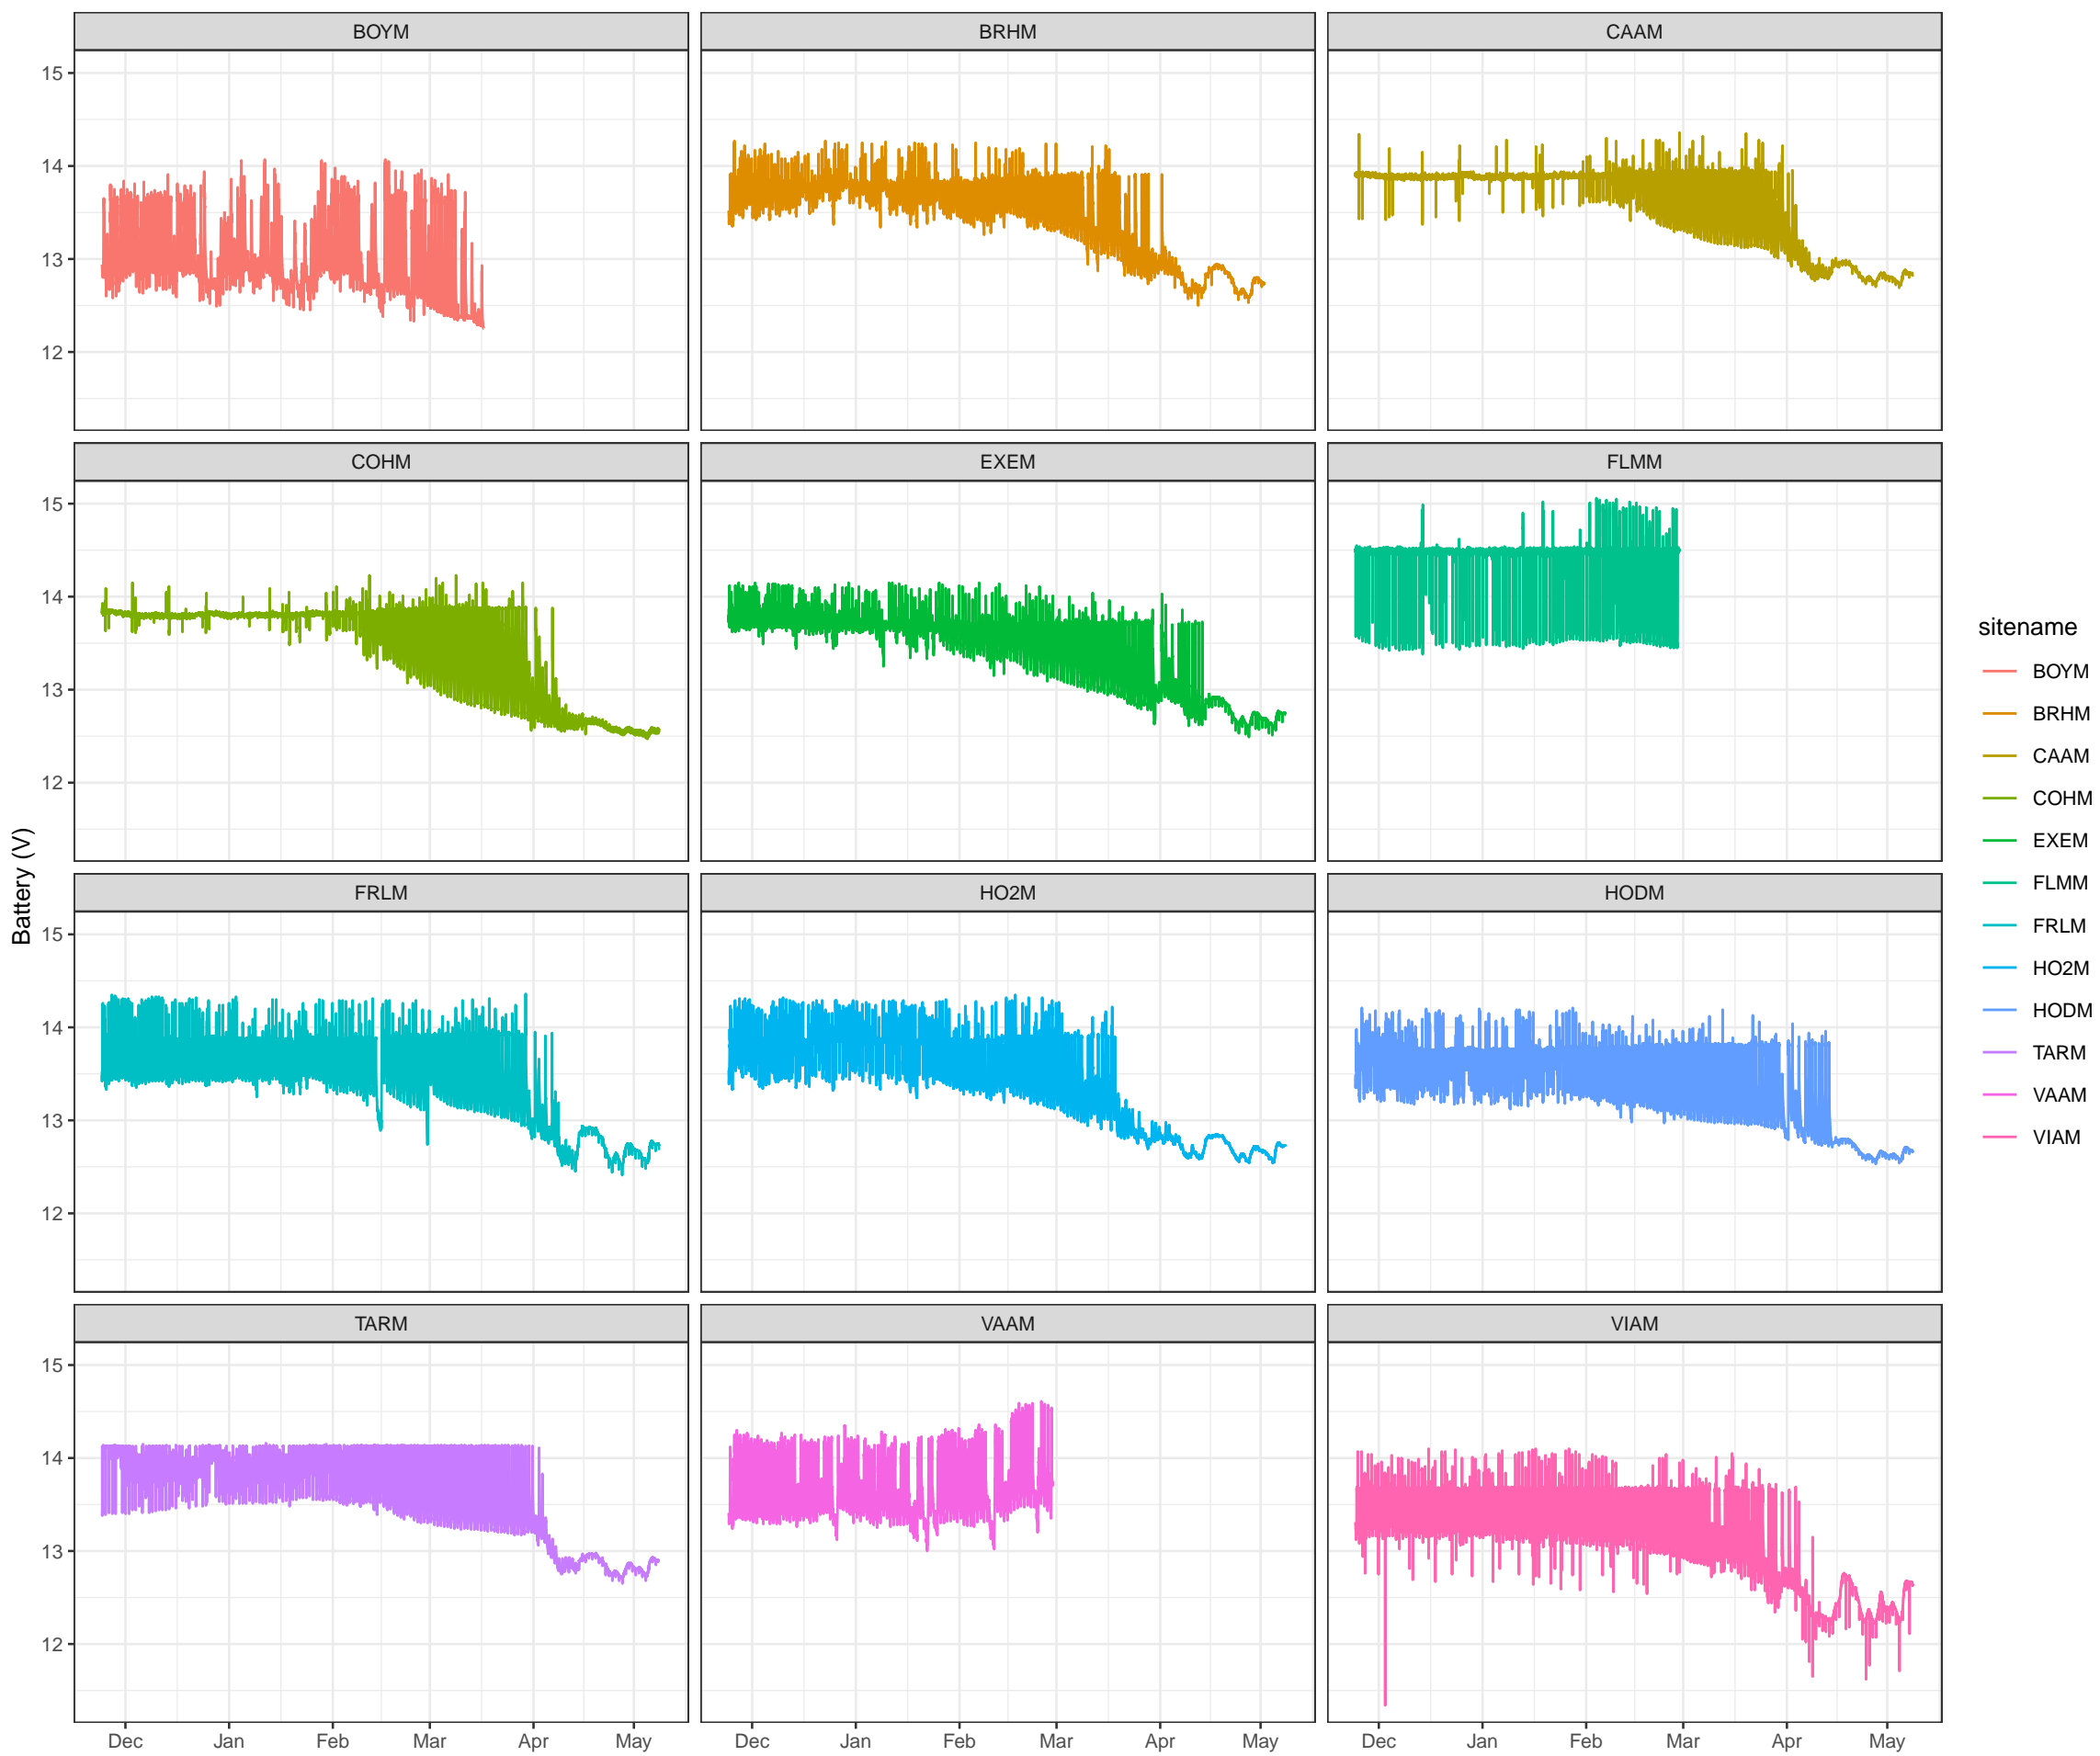 BOYM BRHM CAAM
15
14
13
12
COHM EXEM FLMM
15
14
13
12
FRLM HO2M HODM
15
14
13
12
TARM VAAM VIAM
15
14
13
12
Dec Jan Feb Mar Apr May Dec Jan Feb Mar Apr May Dec Jan Feb Mar Apr May
Battery (V)
sitename
BOYM
BRHM
CAAM
COHM
EXEM
FLMM
FRLM
HO2M
HODM
TARM
VAAM
VIAM